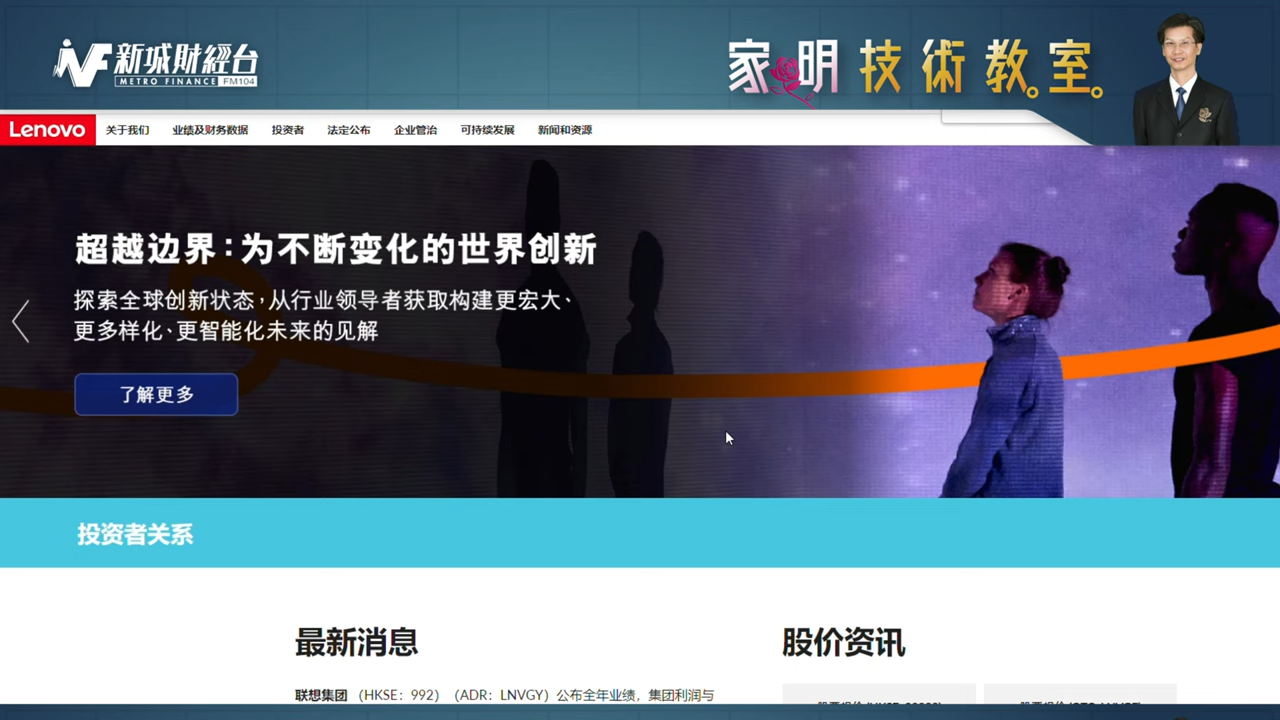 新城財經台
METRO FINANCE FM104
家明技術教室。
Lenovo
关于我们
业绩及财务数据
投资者
法定公布
企业管治
可持续发展
新闻和资源
超越边界:为不断变化的世界创新
探索全球创新状态,从行业领导者获取构建更宏大、
更多样化、更智能化未来的见解
了解更多
投资者关系
最新消息
股价资讯
联想集团 (HKSE: 992) (ADR: LNVGY) 公布全年业绩,集团利润与